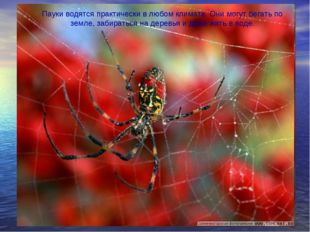 Пауки водятся практически в любом климате. Они могут бегать по
земле, забираться на деревья и даже жить в воде.